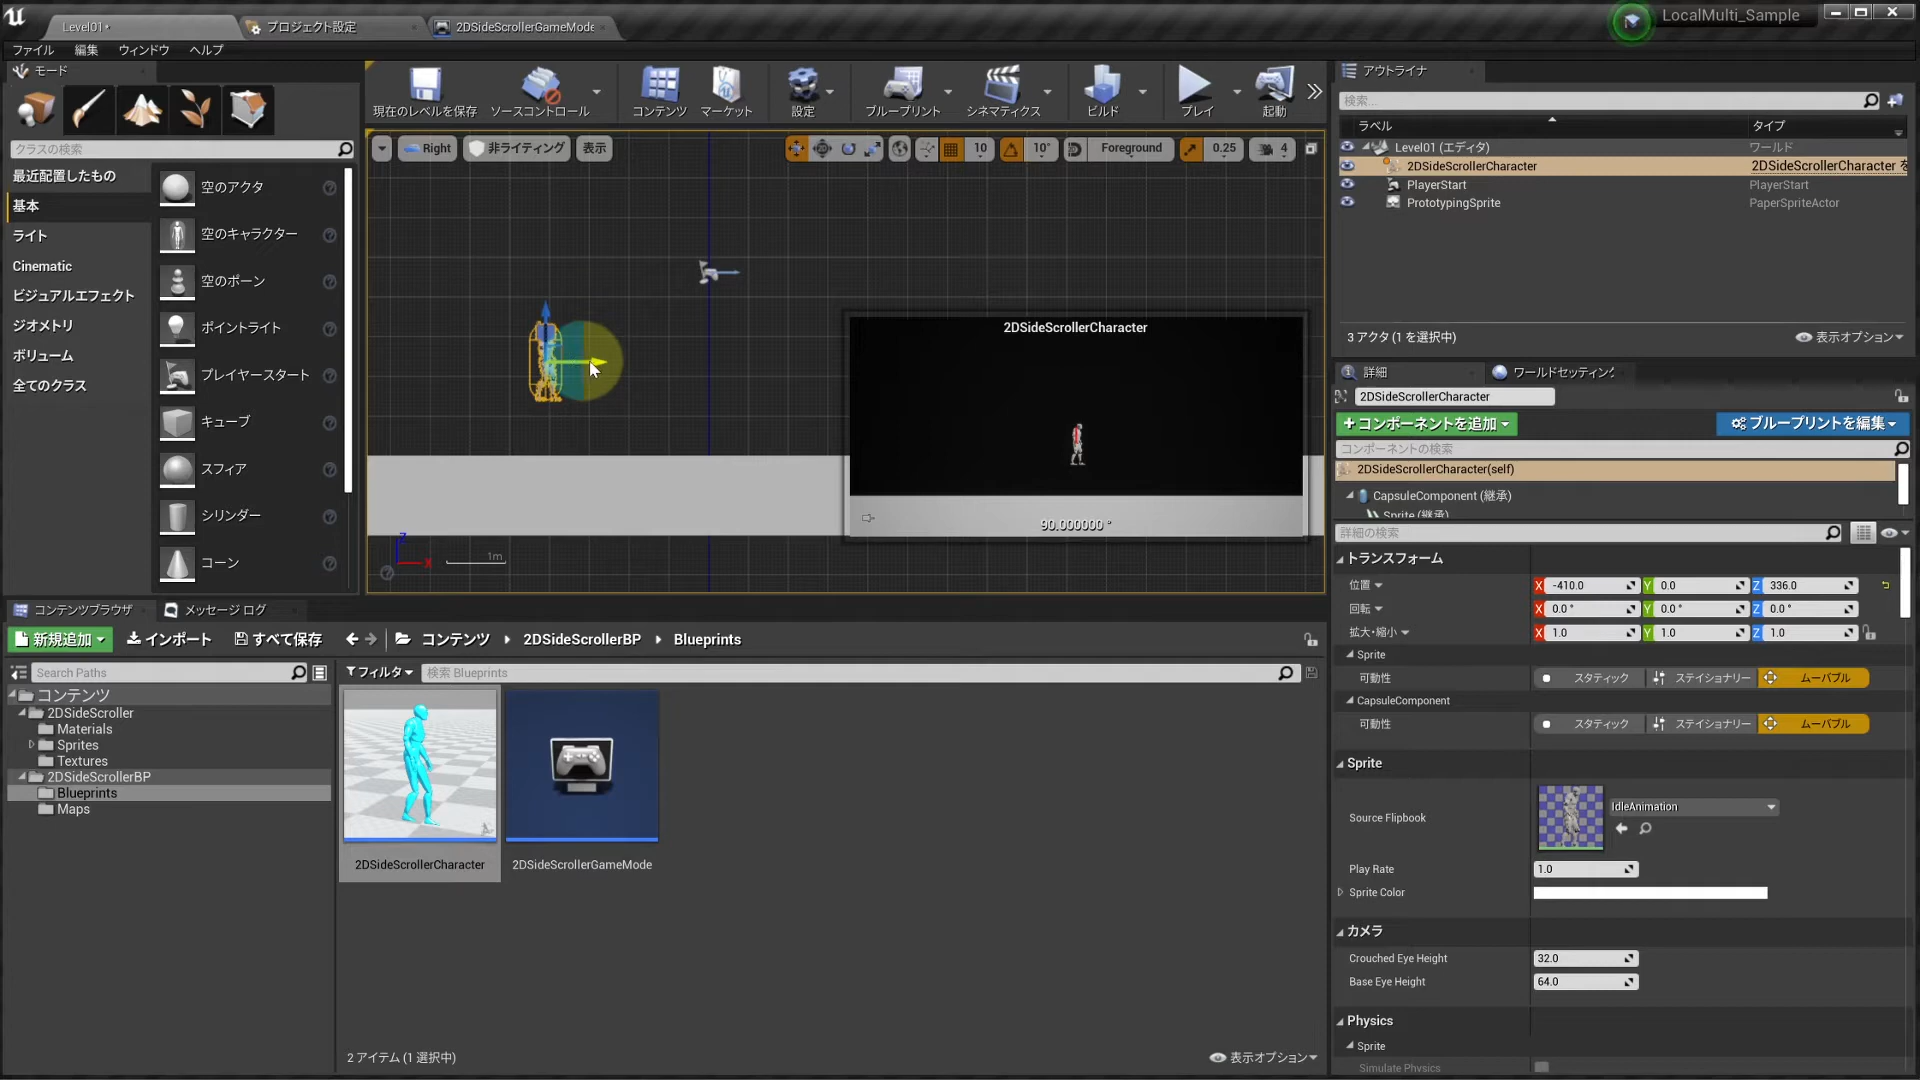 Level01•
プロジェクト設定
2DSideScrollerGameMode
LocalMulti_Sample
ファイル 編集 ウィンドウ ヘルプ
モード
クラスの検索
最近配置したもの
基本
ライト
Cinematic
ビジュアルエフェクト
ジオメトリ
ボリューム
全てのクラス
空のアクタ
空のキャラクター
空のポーン
ポイントライト
プレイヤースタート
キューブ
スフィア
シリンダー
コーン
現在のレベルを保存 ソースコントロール コンテンツ マーケット 設定 ブループリント シネマティックス ビルド プレイ 起動
Right 非ライティング 表示 10 10° Foreground 0.25 4
2DSideScrollerCharacter
90.000000 °
Z
X
1m
アウトライナ
検索...
ラベル タイプ
Level01 (エディタ) ワールド
2DSideScrollerCharacter 2DSideScrollerCharacter を
PlayerStart PlayerStart
PrototypingSprite PaperSpriteActor
3 アクタ (1 を選択中) 表示オプション
詳細 ワールドセッティング
2DSideScrollerCharacter
+コンポーネントを追加 ブループリントを編集
コンポーネントの検索
2DSideScrollerCharacter(self)
CapsuleComponent (継承)
Sprite (継承)
詳細の検索
トランスフォーム
位置 X -410.0 Y 0.0 Z 336.0
回転 X 0.0 ° Y 0.0 ° Z 0.0 °
拡大・縮小 X 1.0 Y 1.0 Z 1.0
Sprite
可動性 スタティック ステイショナリー ムーバブル
CapsuleComponent
可動性 スタティック ステイショナリー ムーバブル
Sprite
Source Flipbook IdleAnimation
Play Rate 1.0
Sprite Color
カメラ
Crouched Eye Height 32.0
Base Eye Height 64.0
Physics
Sprite
Simulate Physics
コンテンツブラウザ メッセージ ログ
新規追加 インポート すべて保存 コンテンツ 2DSideScrollerBP Blueprints
Search Paths
フィルタ 検索 Blueprints
コンテンツ
2DSideScroller
Materials
Sprites
Textures
2DSideScrollerBP
Blueprints
Maps
2DSideScrollerCharacter
2DSideScrollerGameMode
2 アイテム (1 選択中) 表示オプション